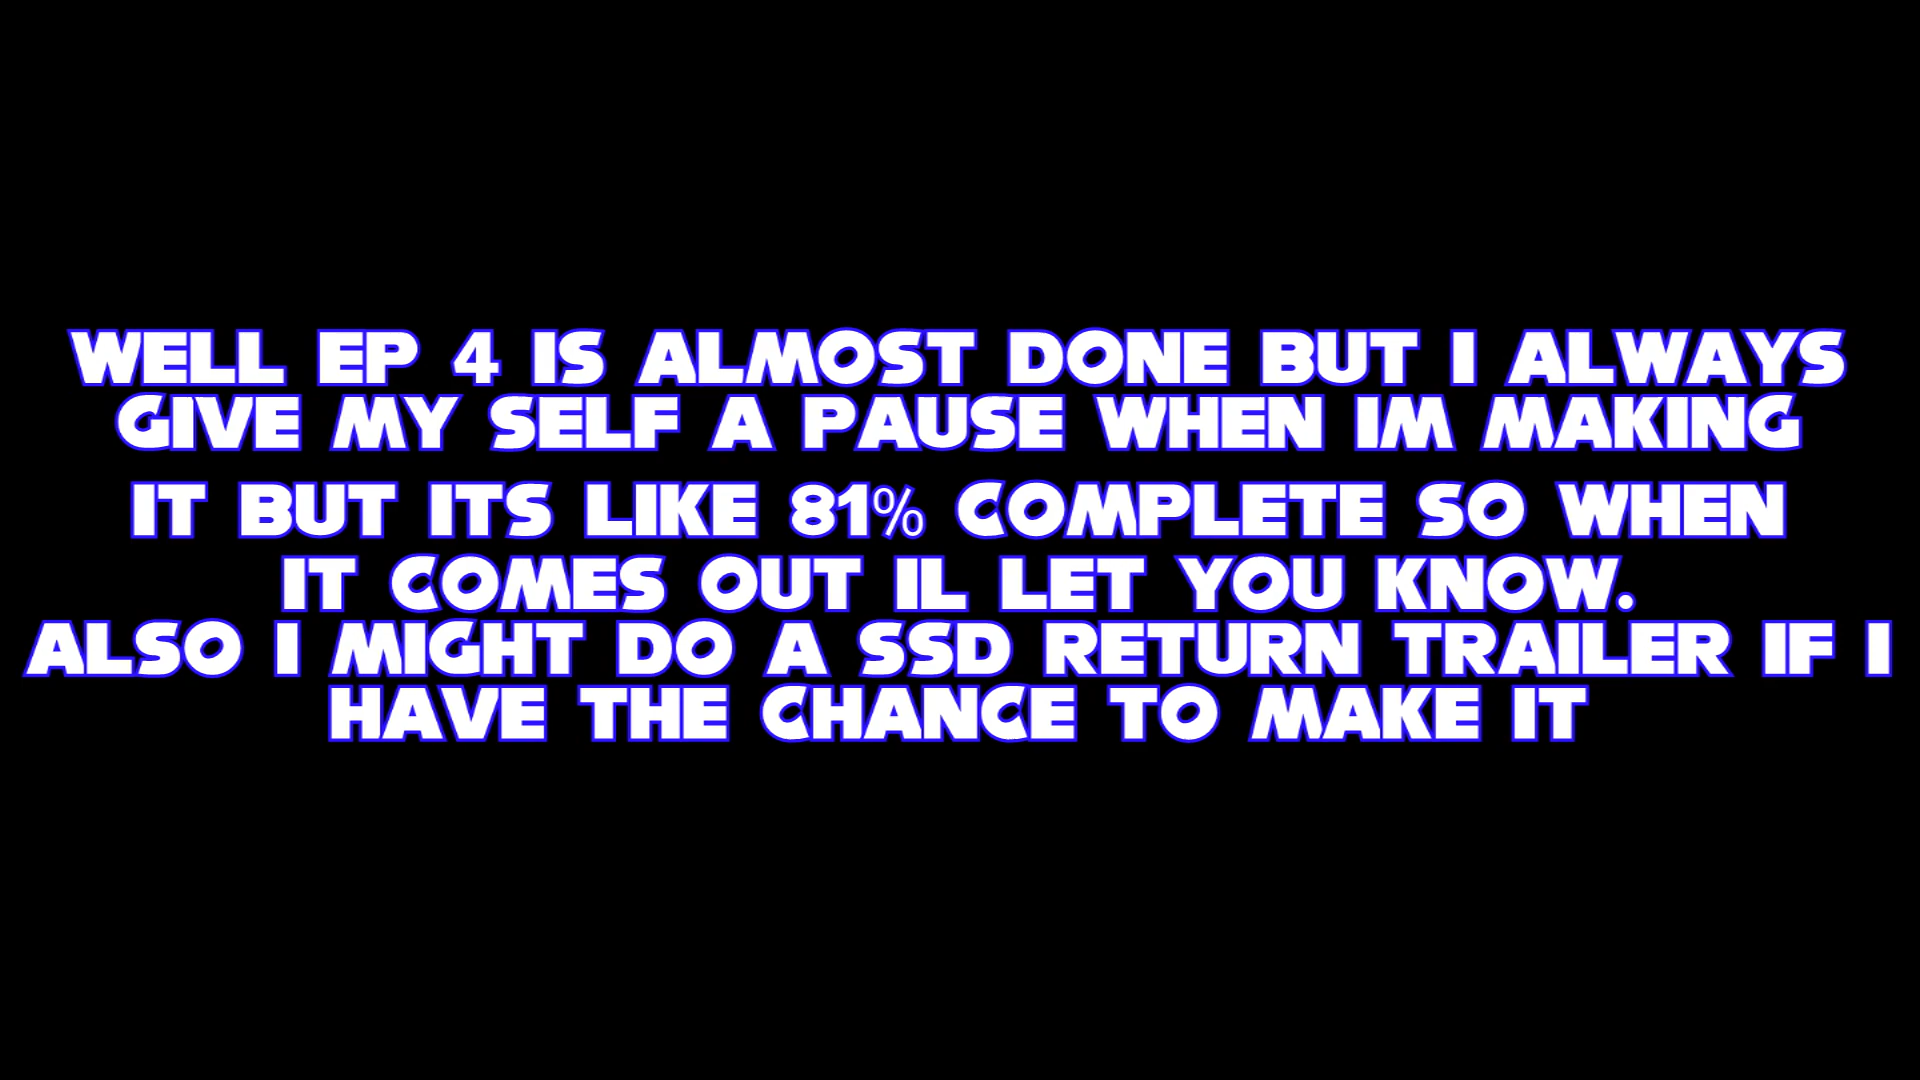 WELL EP 4 IS ALMOST DONE BUT I ALWAYS
GIVE MY SELF A PAUSE WHEN IM MAKING
IT BUT ITS LIKE 81% COMPLETE SO WHEN
IT COMES OUT IL LET YOU KNOW.
ALSO I MIGHT DO A SSD RETURN TRAILER IF I
HAVE THE CHANCE TO MAKE IT